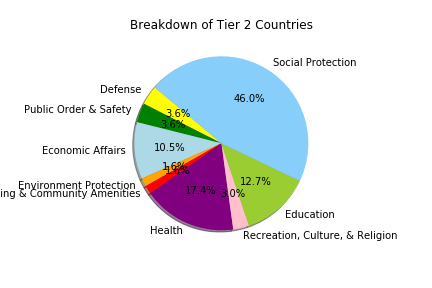 Breakdown of Tier 2 Countries
Social Protection
46.0%
Defense
3.6%
Public Order & Safety
3.6%
Economic Affairs
10.5%
Environment Protection
1.6%
ing & Community Amenities
1.6%
Health
17.4%
Recreation, Culture, & Religion
3.0%
Education
12.7%